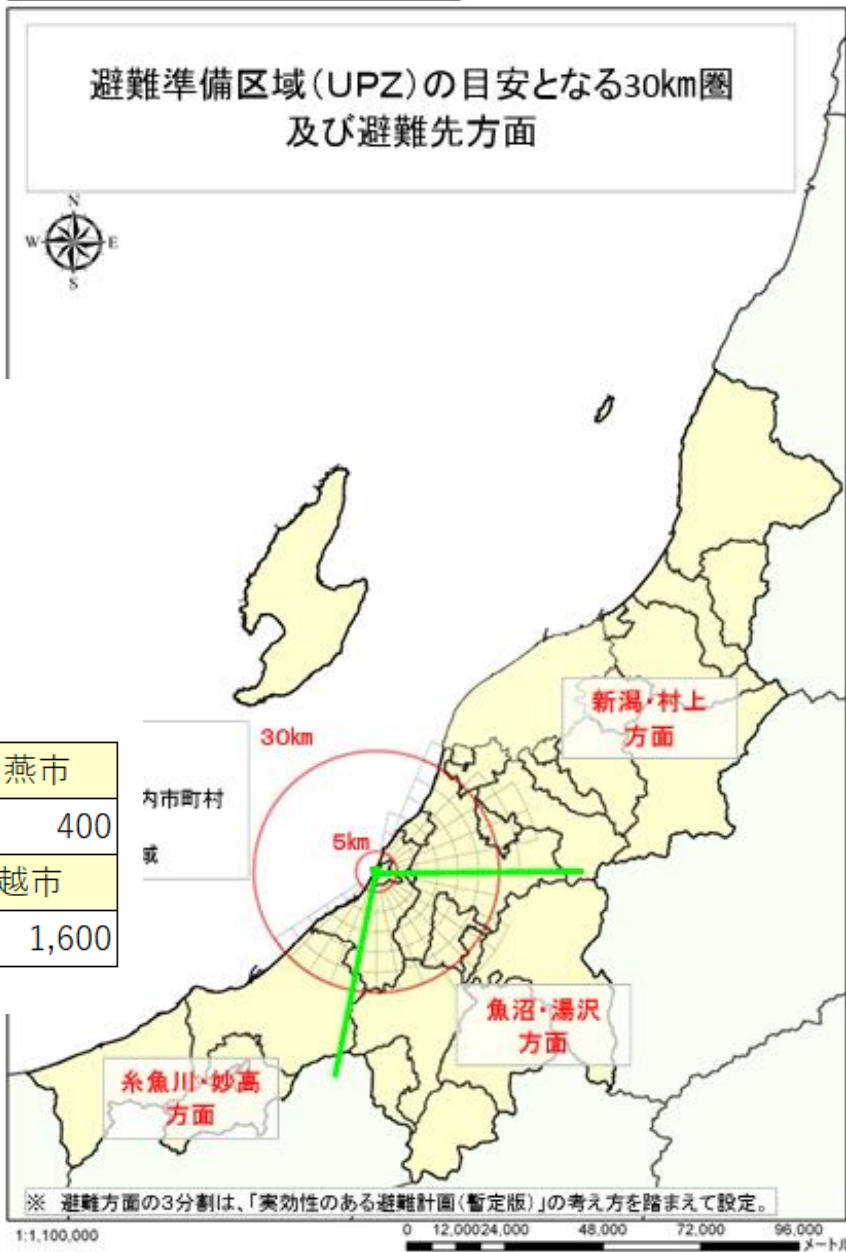 避難準備区域(UPZ)の目安となる30km圏
及び避難先方面
N
W
E
S
新潟・村上
方面
30km
内市町村
5km
域
燕市
400
越市
1,600
魚沼・湯沢
方面
糸魚川・妙高
方面
※ 避難方面の3分割は、「実効性のある避難計画(暫定版)」の考え方を踏まえて設定。
1:1,100,000
0 12,00024,000 48,000 72,000 96,000
メートル